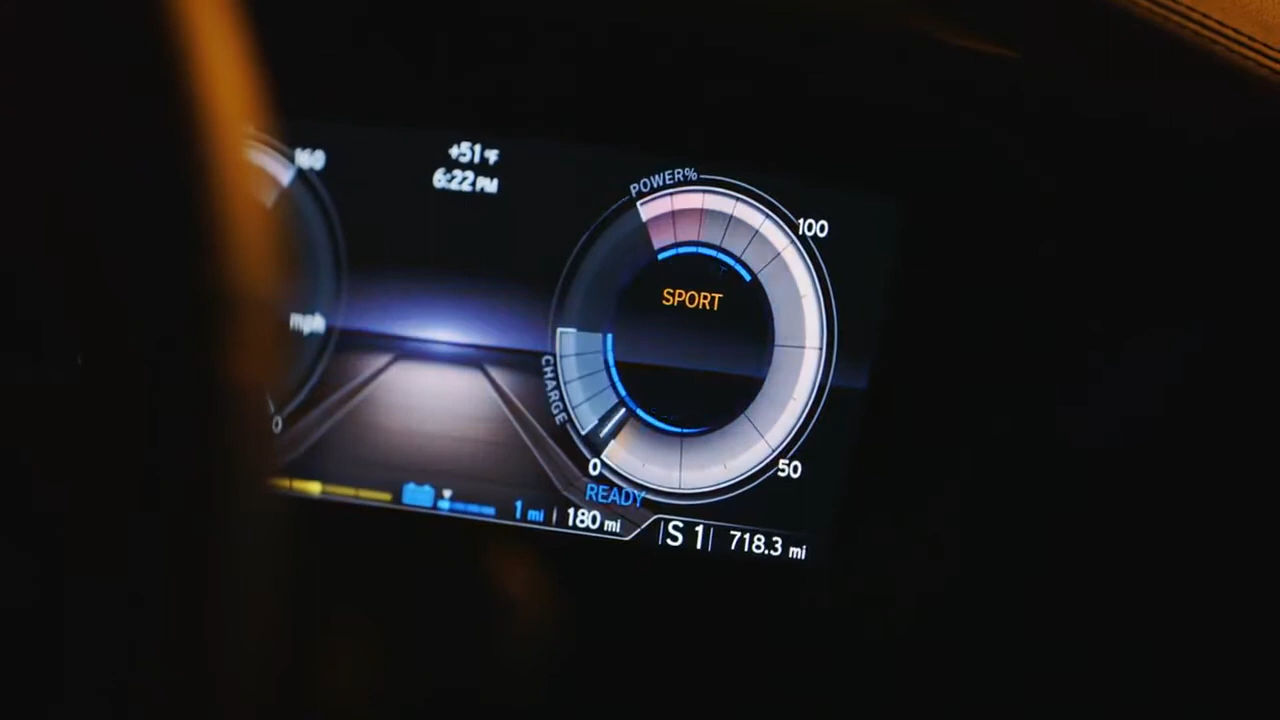 160
+51°F
6:22 PM
mph
0
POWER%
100
SPORT
CHARGE
0
50
READY
1 mi
180 mi
S 1
718.3 mi